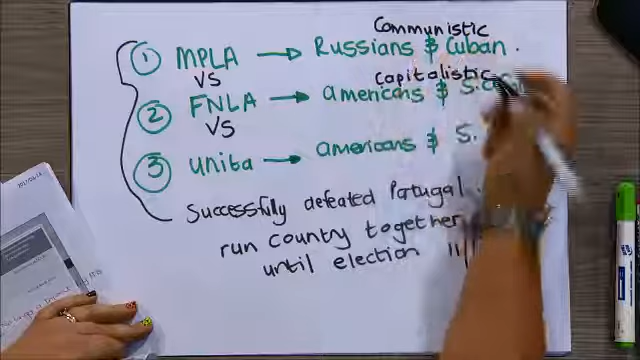 Communistic
① MPLA → Russians & Cuban.
vs
capitalistic
② FNLA → americans & S.
vs
③ Unita → americans & S.
Successfully defeated Portugal.
run country together
until election 11/